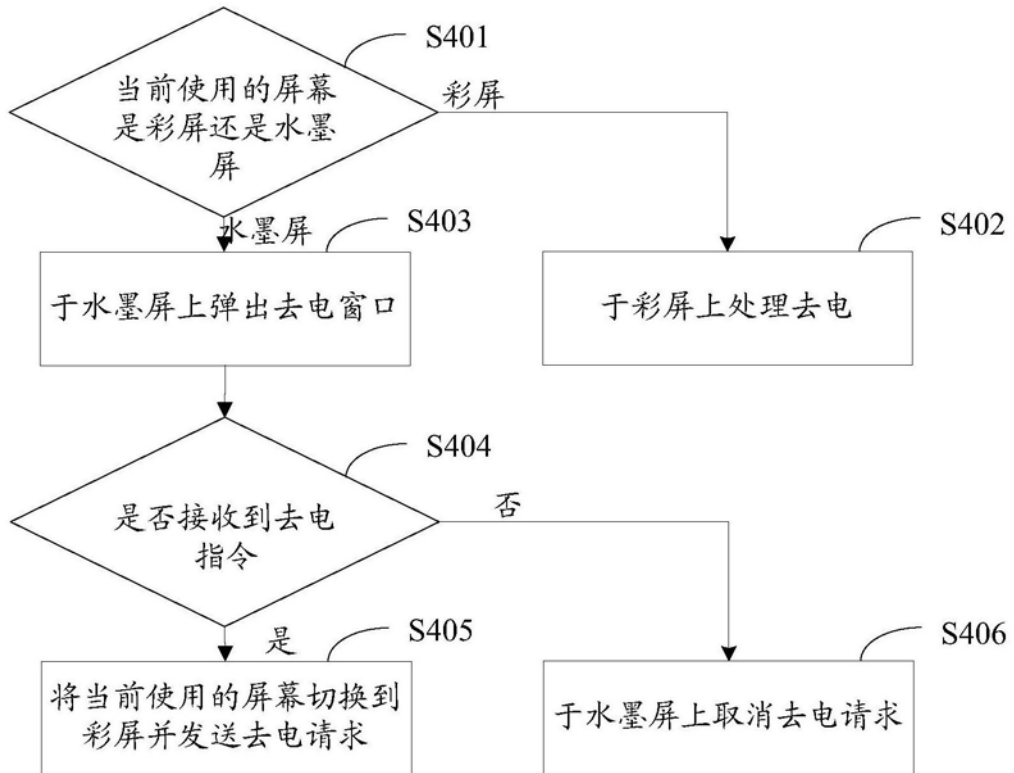 S401
当前使用的屏幕
是彩屏还是水墨
屏
彩屏
水墨屏
S403
于水墨屏上弹出去电窗口
S402
于彩屏上处理去电
S404
是否接收到去电
指令
否
是
S405
将当前使用的屏幕切换到
彩屏并发送去电请求
S406
于水墨屏上取消去电请求